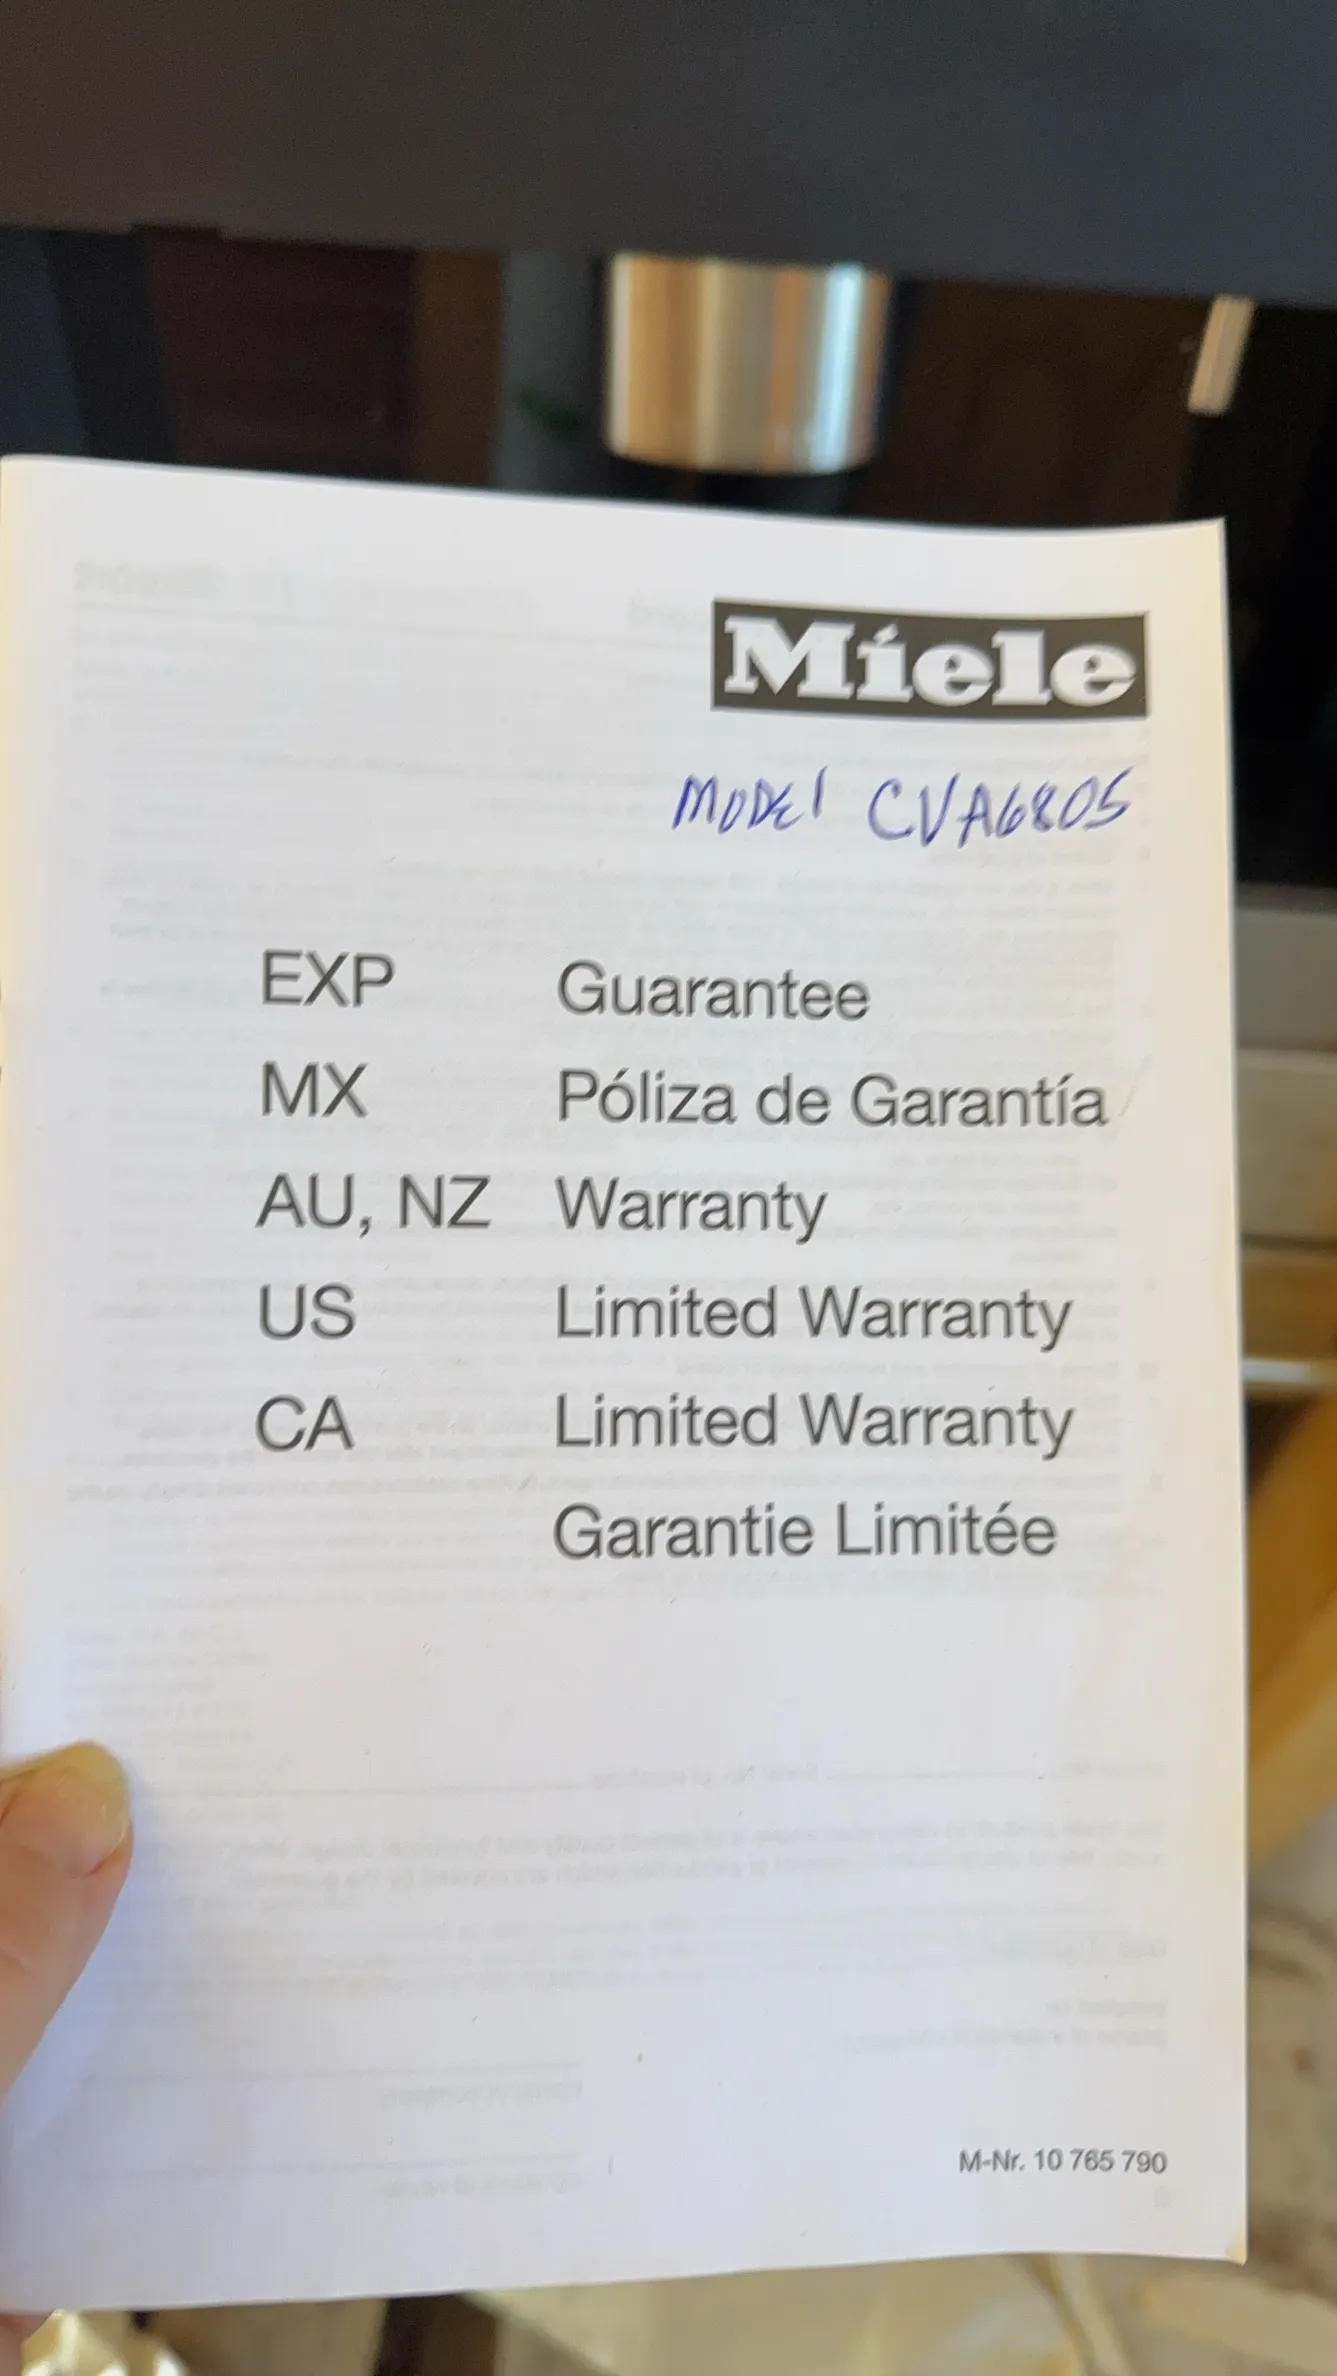 Miele
MODEl CVA6805
EXP Guarantee
MX Póliza de Garantía
AU, NZ Warranty
US Limited Warranty
CA Limited Warranty
Garantie Limitée
M-Nr. 10 765 790